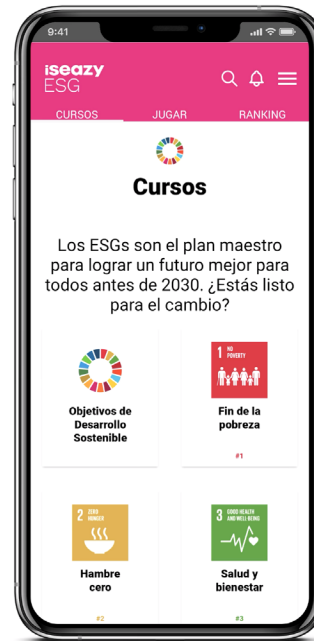 9:41
iseazy
ESG
CURSOS JUGAR RANKING
Cursos
Los ESGs son el plan maestro
para lograr un futuro mejor para
todos antes de 2030. ¿Estás listo
para el cambio?
Objetivos de
Desarrollo
Sostenible
1 NO
POVERTY
Fin de la
pobreza
#1
2 ZERO
HUNGER
Hambre
cero
#2
3 GOOD HEALTH
AND WELL-BEING
Salud y
bienestar
#3